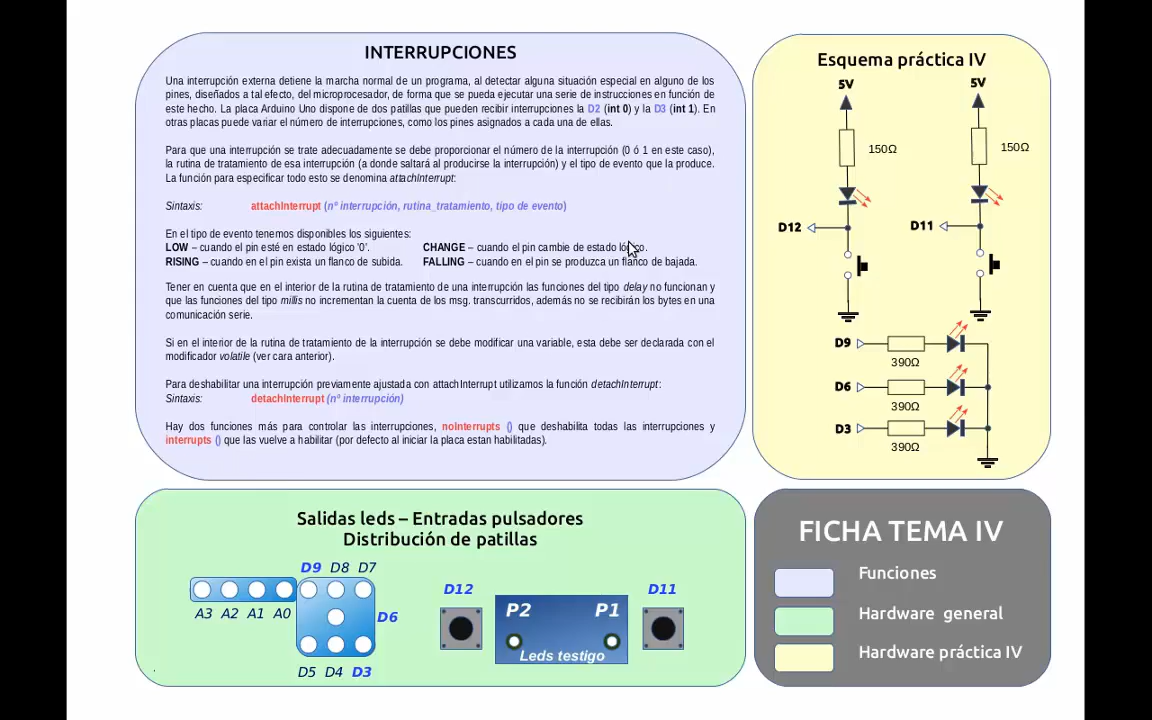 INTERRUPCIONES
Una interrupción externa detiene la marcha normal de un programa, al detectar alguna situación especial en alguno de los
pines, diseñados a tal efecto, del microprocesador, de forma que se pueda ejecutar una serie de instrucciones en función de
este hecho. La placa Arduino Uno dispone de dos patillas que pueden recibir interrupciones la D2 (int 0) y la D3 (int 1). En
otras placas puede variar el número de interrupciones, como los pines asignados a cada una de ellas.
Para que una interrupción se trate adecuadamente se debe proporcionar el número de la interrupción (0 ó 1 en este caso),
la rutina de tratamiento de esa interrupción (a donde saltará al producirse la interrupción) y el tipo de evento que la produce.
La función para especificar todo esto se denomina attachInterrupt:
Sintaxis: attachInterrupt (nº interrupción, rutina_tratamiento, tipo de evento)
En el tipo de evento tenemos disponibles los siguientes:
LOW – cuando el pin esté en estado lógico '0'. CHANGE – cuando el pin cambie de estado lógico.
RISING – cuando en el pin exista un flanco de subida. FALLING – cuando en el pin se produzca un flanco de bajada.
Tener en cuenta que en el interior de la rutina de tratamiento de una interrupción las funciones del tipo delay no funcionan y
que las funciones del tipo millis no incrementan la cuenta de los msg. transcurridos, además no se recibirán los bytes en una
comunicación serie.
Si en el interior de la rutina de tratamiento de la interrupción se debe modificar una variable, esta debe ser declarada con el
modificador volatile (ver cara anterior).
Para deshabilitar una interrupción previamente ajustada con attachInterrupt utilizamos la función detachInterrupt:
Sintaxis: detachInterrupt (nº interrupción)
Hay dos funciones más para controlar las interrupciones, noInterrupts () que deshabilita todas las interrupciones y
interrupts () que las vuelve a habilitar (por defecto al iniciar la placa estan habilitadas).
Esquema práctica IV
5V 5V
150Ω 150Ω
D12 D11
D9
390Ω
D6
390Ω
D3
390Ω
Salidas leds – Entradas pulsadores
Distribución de patillas
D9 D8 D7
A3 A2 A1 A0
D6
D5 D4 D3
D12 D11
P2 P1
Leds testigo
FICHA TEMA IV
Funciones
Hardware general
Hardware práctica IV